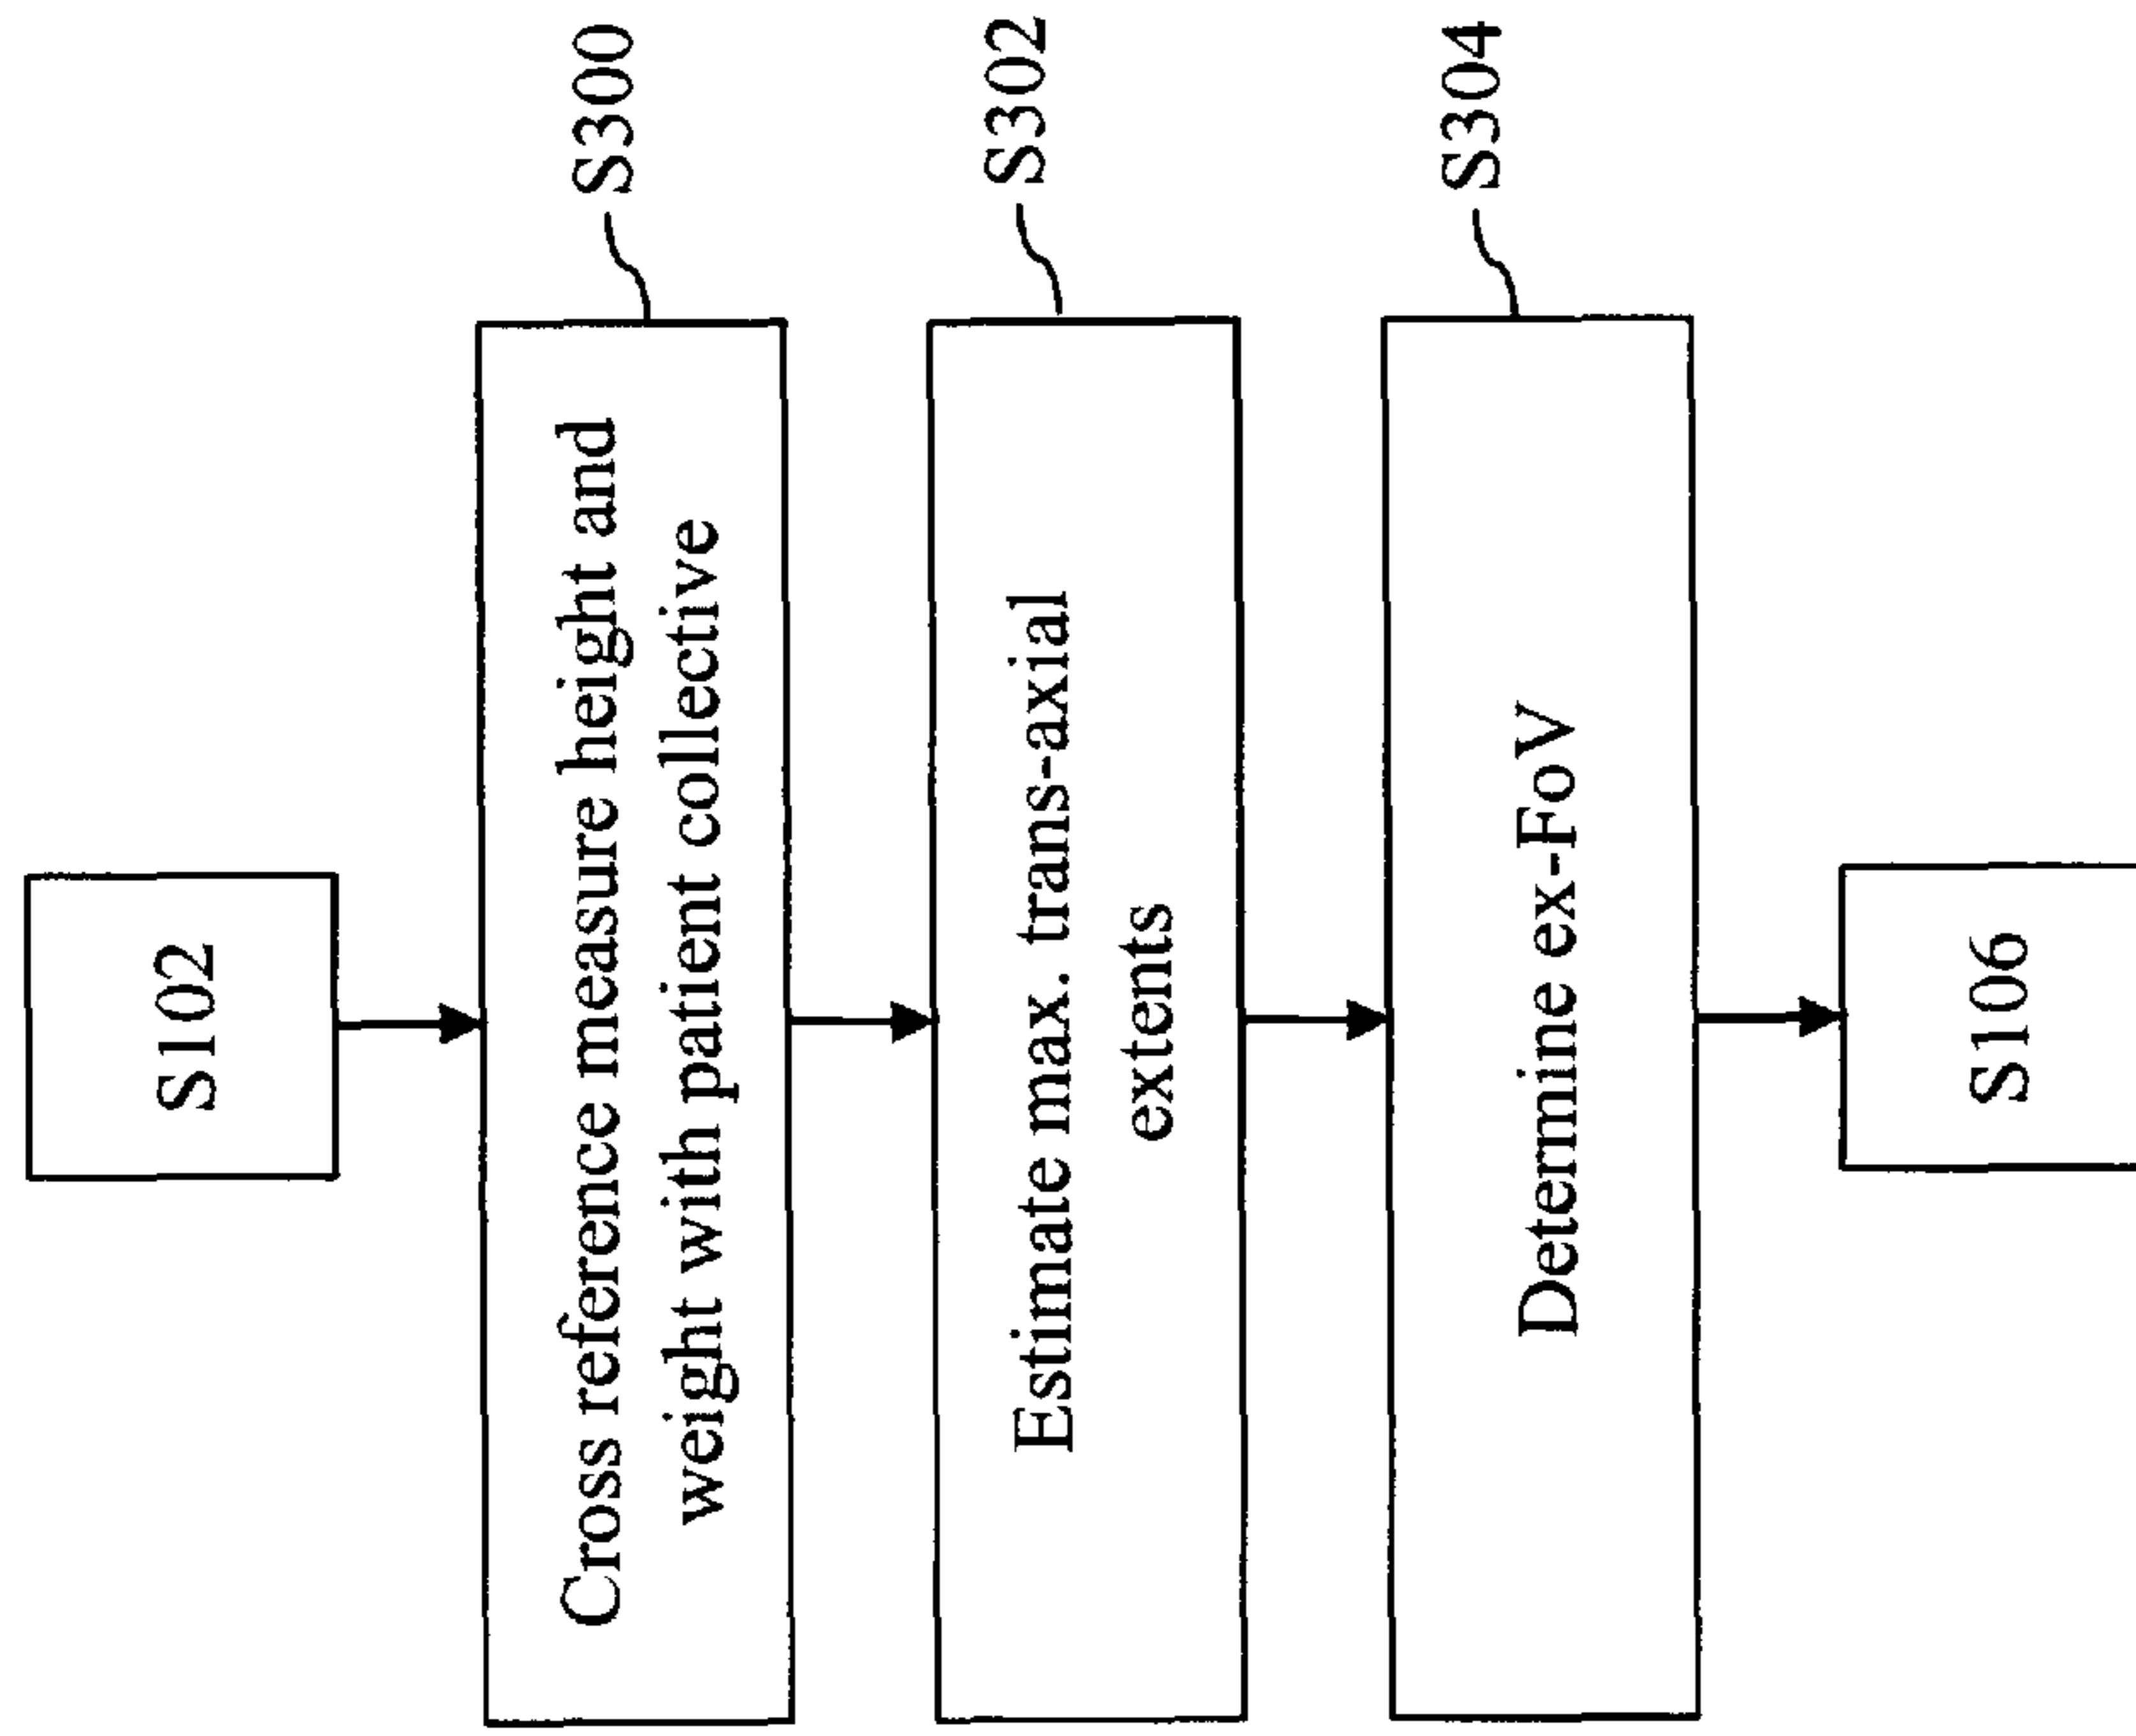 S102
Cross reference measure height and
weight with patient collective
S300
Estimate max. trans-axial
extents
S302
Determine ex-FoV
S304
S106